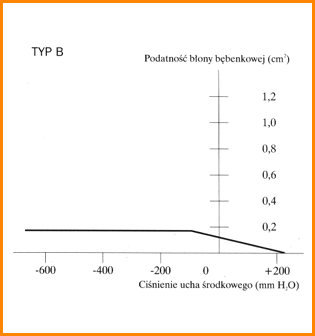 TYP B
Podatność błony bębenkowej (cm²)
1,2
1,0
0,8
0,6
0,4
0,2
-600 -400 -200 0 +200
Ciśnienie ucha środkowego (mm H₂O)